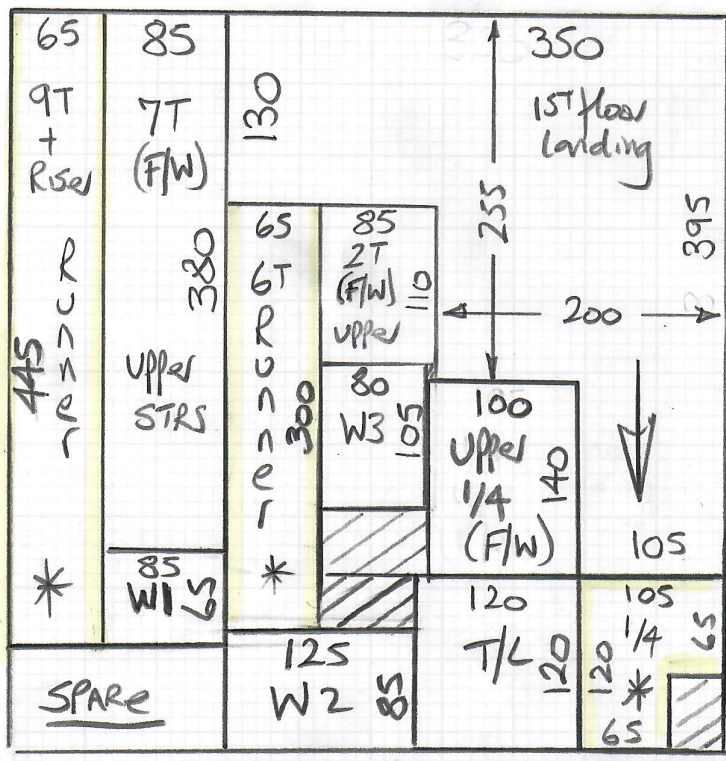 65
9T
+
Riser
Runner
445
*
85
7T
(F/W)
380
Upper
STRS
85
W1
65
SPARE
130
65
6T
Runner
300
*
85
2T
(F/W)
110
upper
80
W3
105
125
W2
85
350
1ST floor
Landing
255
395
200
100
Upper
1/4
(F/W)
140
105
120
T/L
120
105
1/4
65
120
*
65